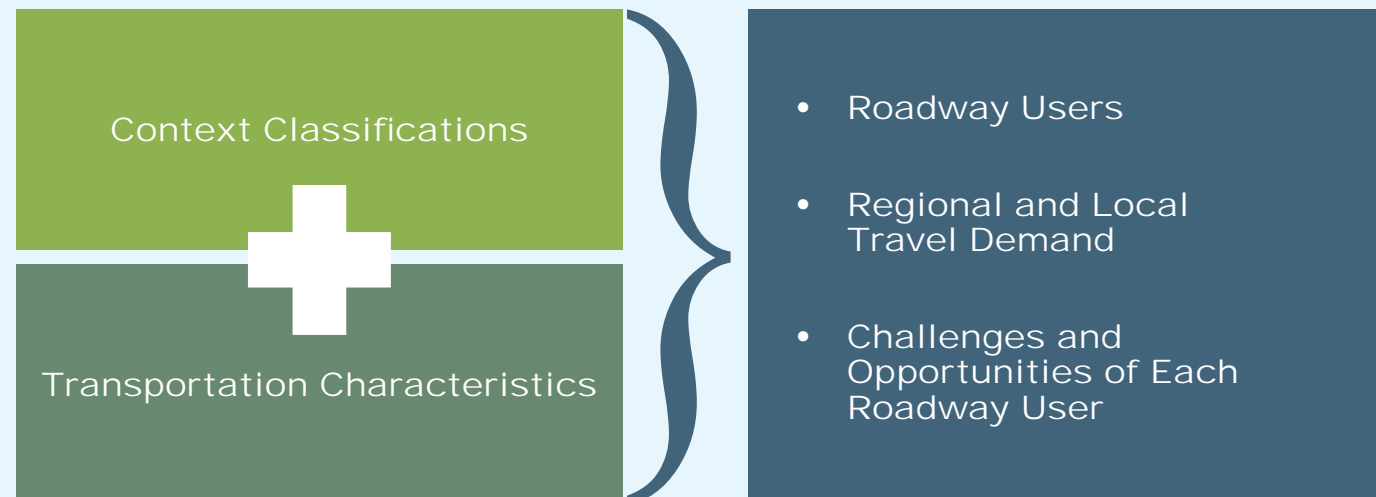 Context Classifications
Transportation Characteristics
• Roadway Users
• Regional and Local
Travel Demand
• Challenges and
Opportunities of Each
Roadway User